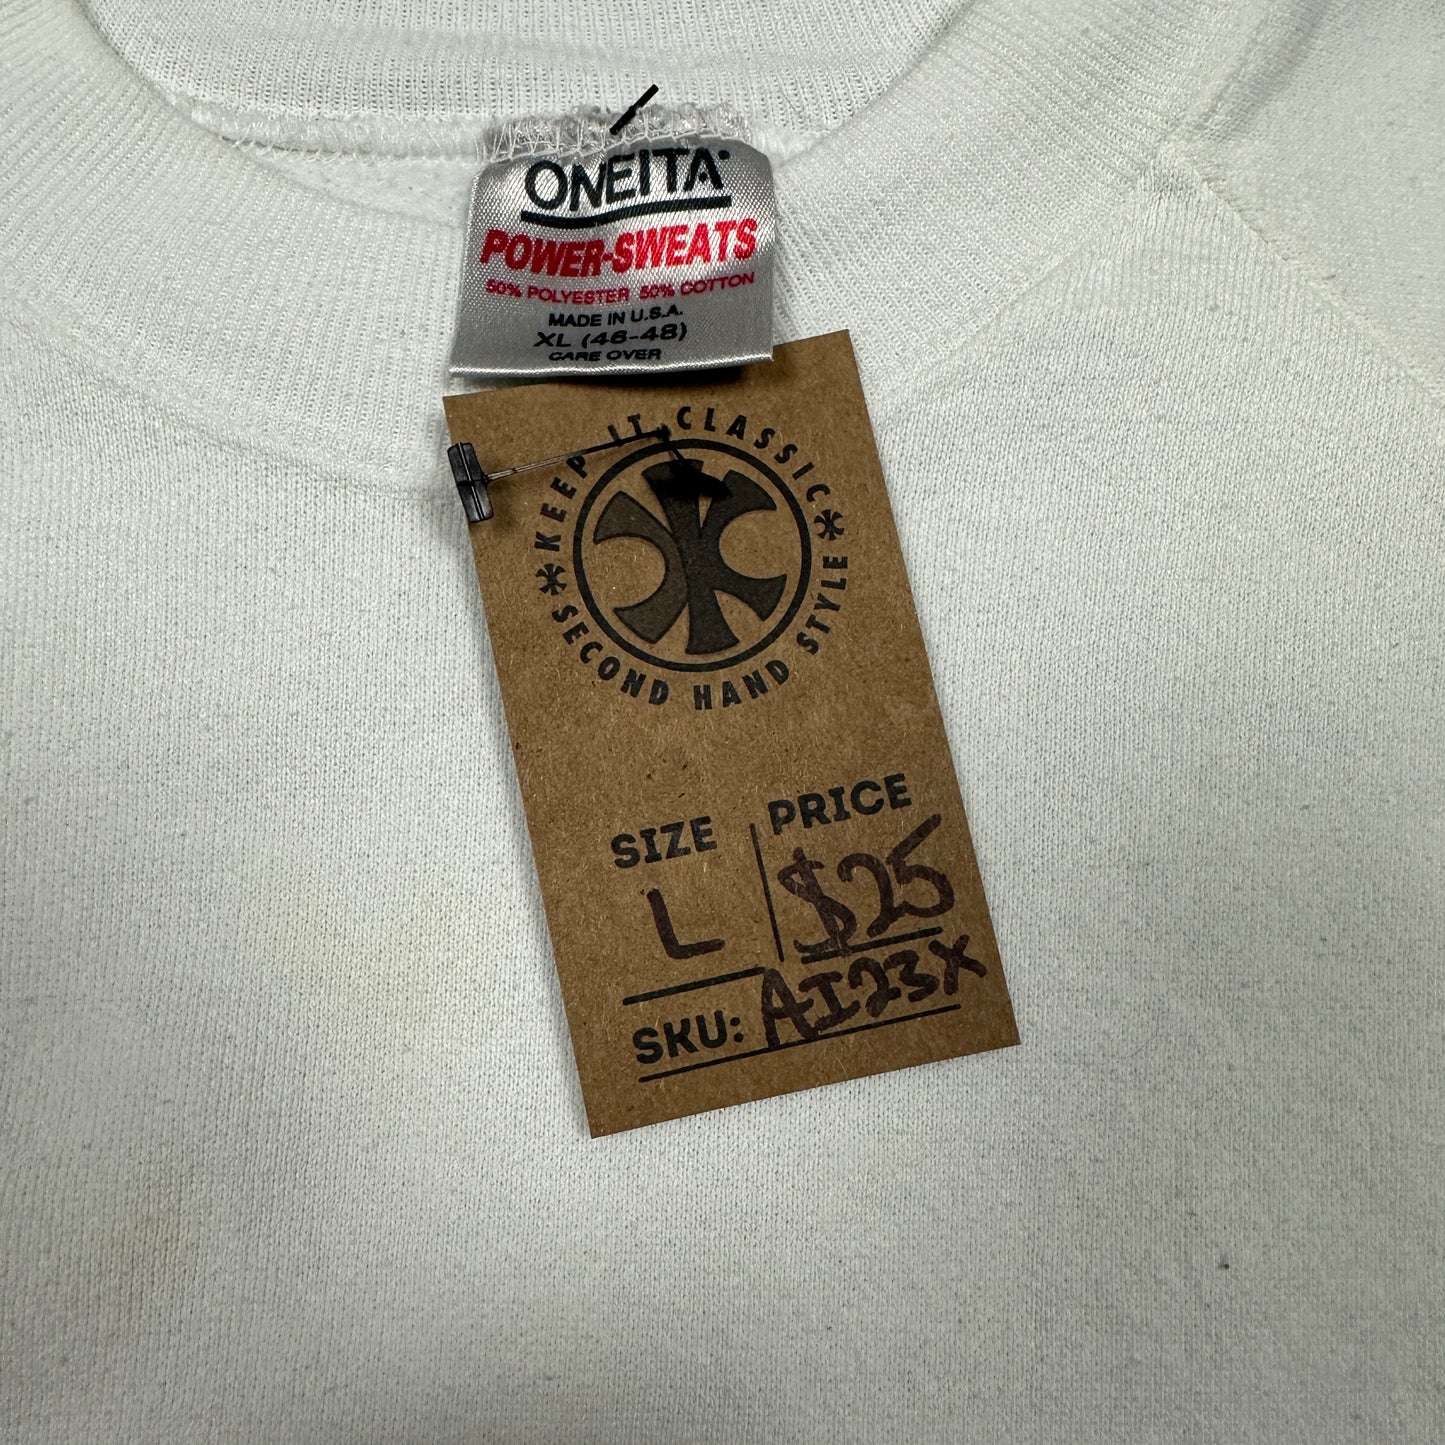 ONEITA
POWER-SWEATS
50% POLYESTER 50% COTTON
MADE IN U.S.A.
XL (46-48)
CARE OVER
KEEP IT CLASSIC
SECOND HAND STYLE
SIZE PRICE
L $25
SKU: AI23X